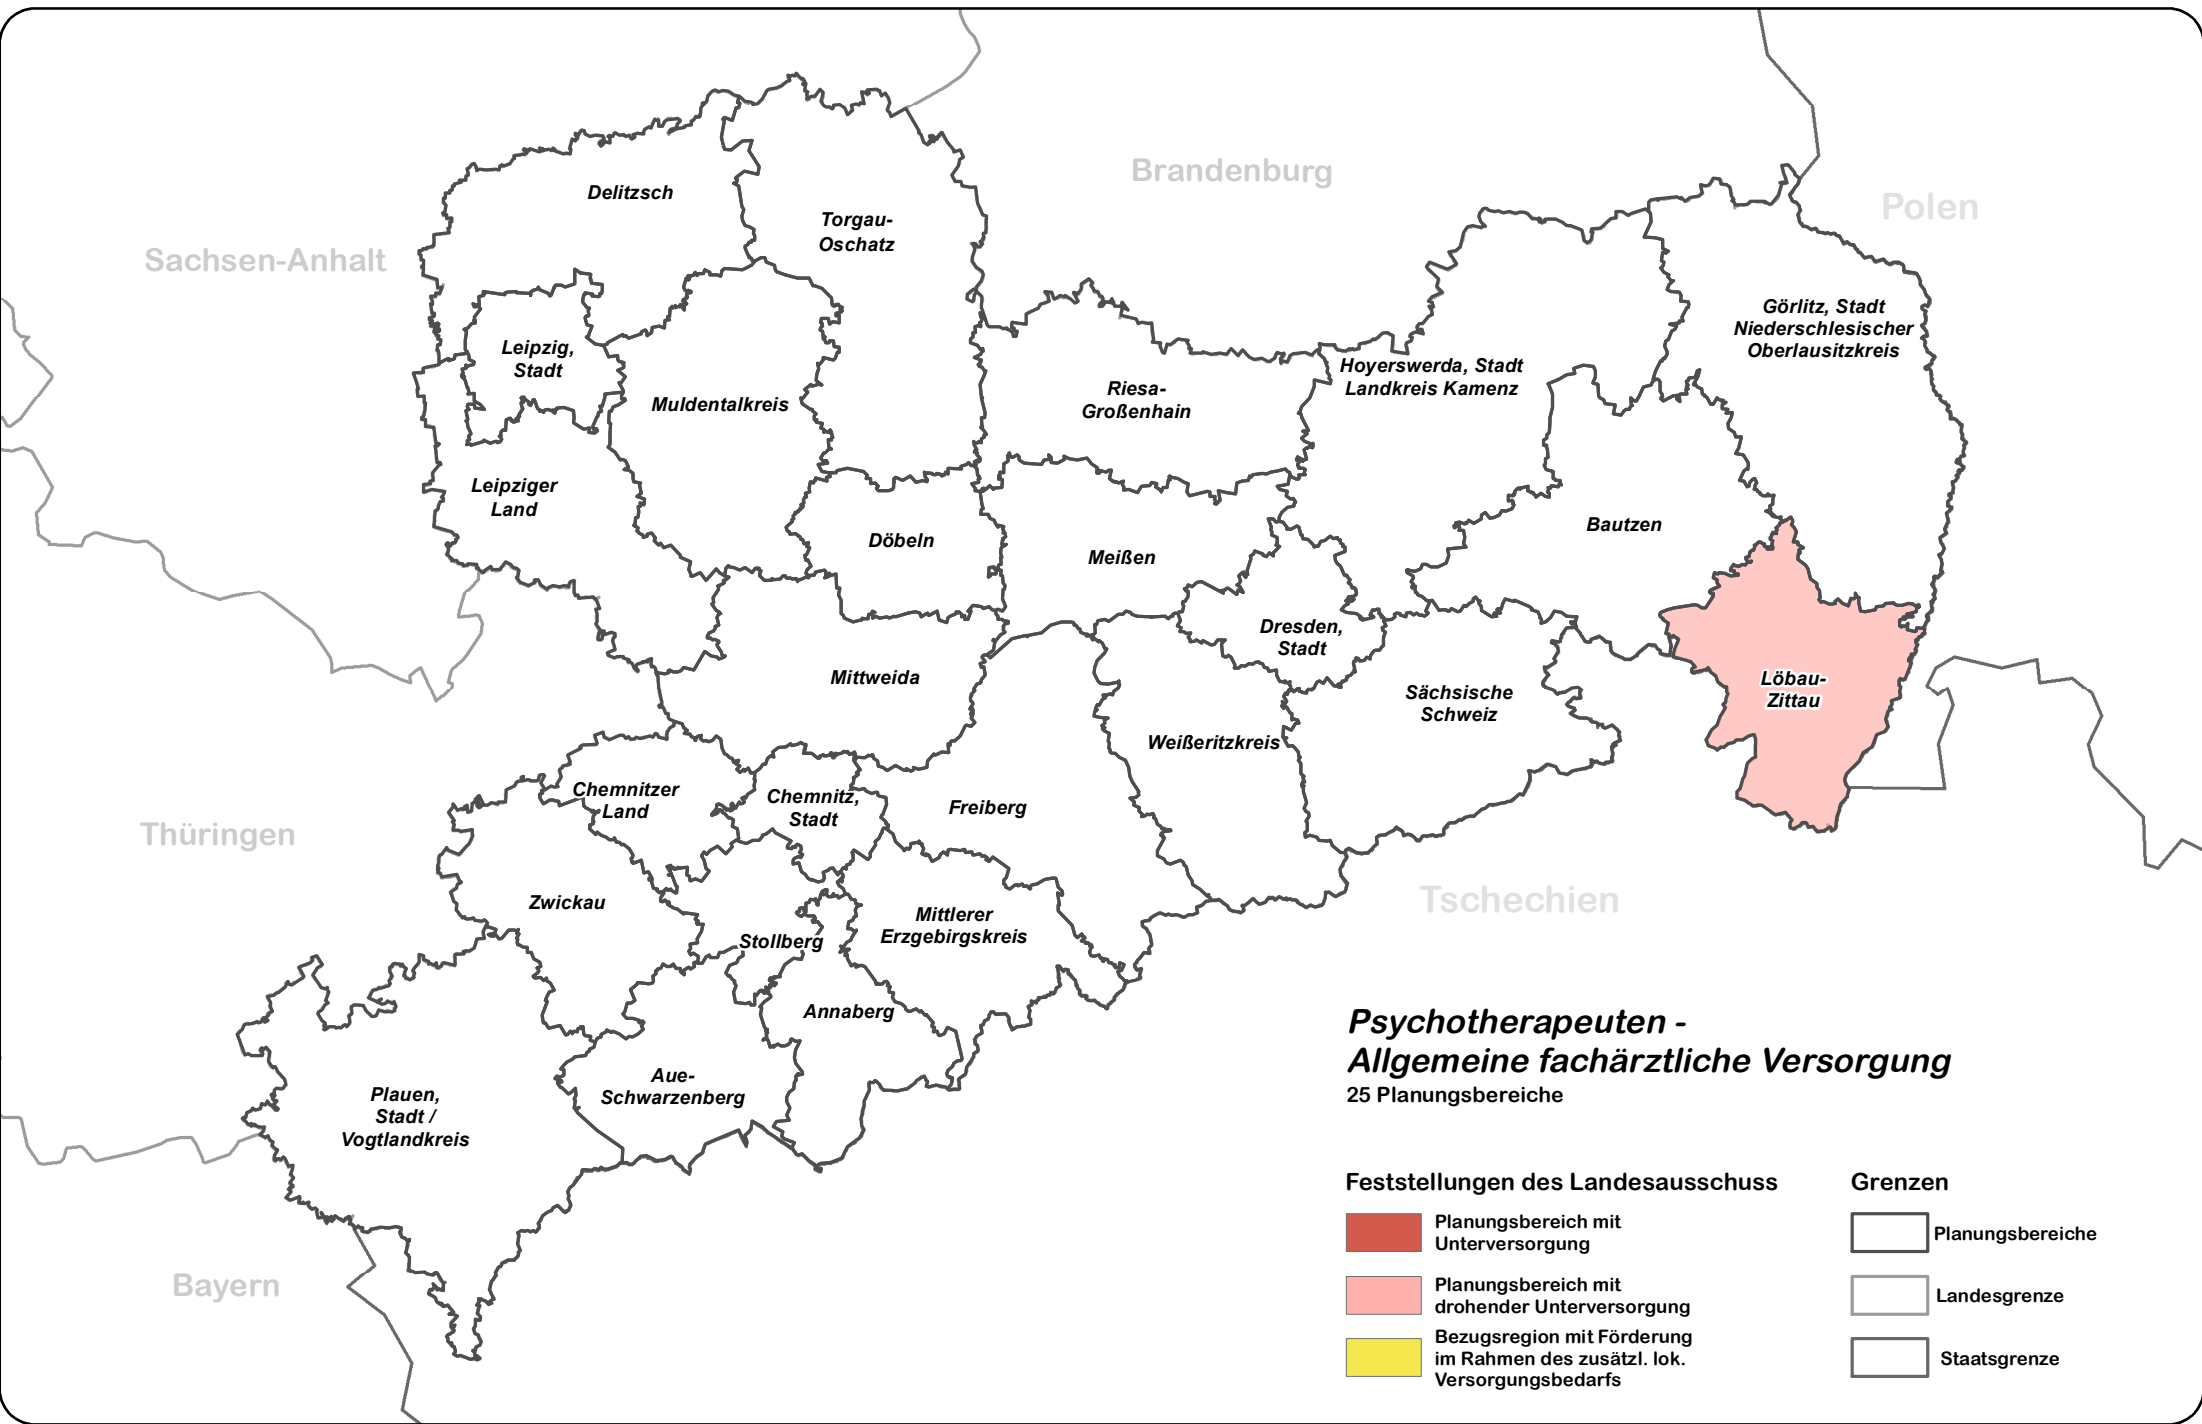 Brandenburg
Polen
Sachsen-Anhalt
Thüringen
Tschechien
Bayern
Delitzsch
Torgau-
Oschatz
Leipzig,
Stadt
Muldentalkreis
Leipziger
Land
Döbeln
Riesa-
Großenhain
Hoyerswerda, Stadt
Landkreis Kamenz
Görlitz, Stadt
Niederschlesischer
Oberlausitzkreis
Bautzen
Meißen
Dresden,
Stadt
Löbau-
Zittau
Mittweida
Sächsische
Schweiz
Weißeritzkreis
Chemnitzer
Land
Chemnitz,
Stadt
Freiberg
Zwickau
Stollberg
Mittlerer
Erzgebirgskreis
Annaberg
Aue-
Schwarzenberg
Plauen,
Stadt /
Vogtlandkreis
Psychotherapeuten -
Allgemeine fachärztliche Versorgung
25 Planungsbereiche
Feststellungen des Landesausschuss
Planungsbereich mit
Unterversorgung
Planungsbereich mit
drohender Unterversorgung
Bezugsregion mit Förderung
im Rahmen des zusätzl. lok.
Versorgungsbedarfs
Grenzen
Planungsbereiche
Landesgrenze
Staatsgrenze